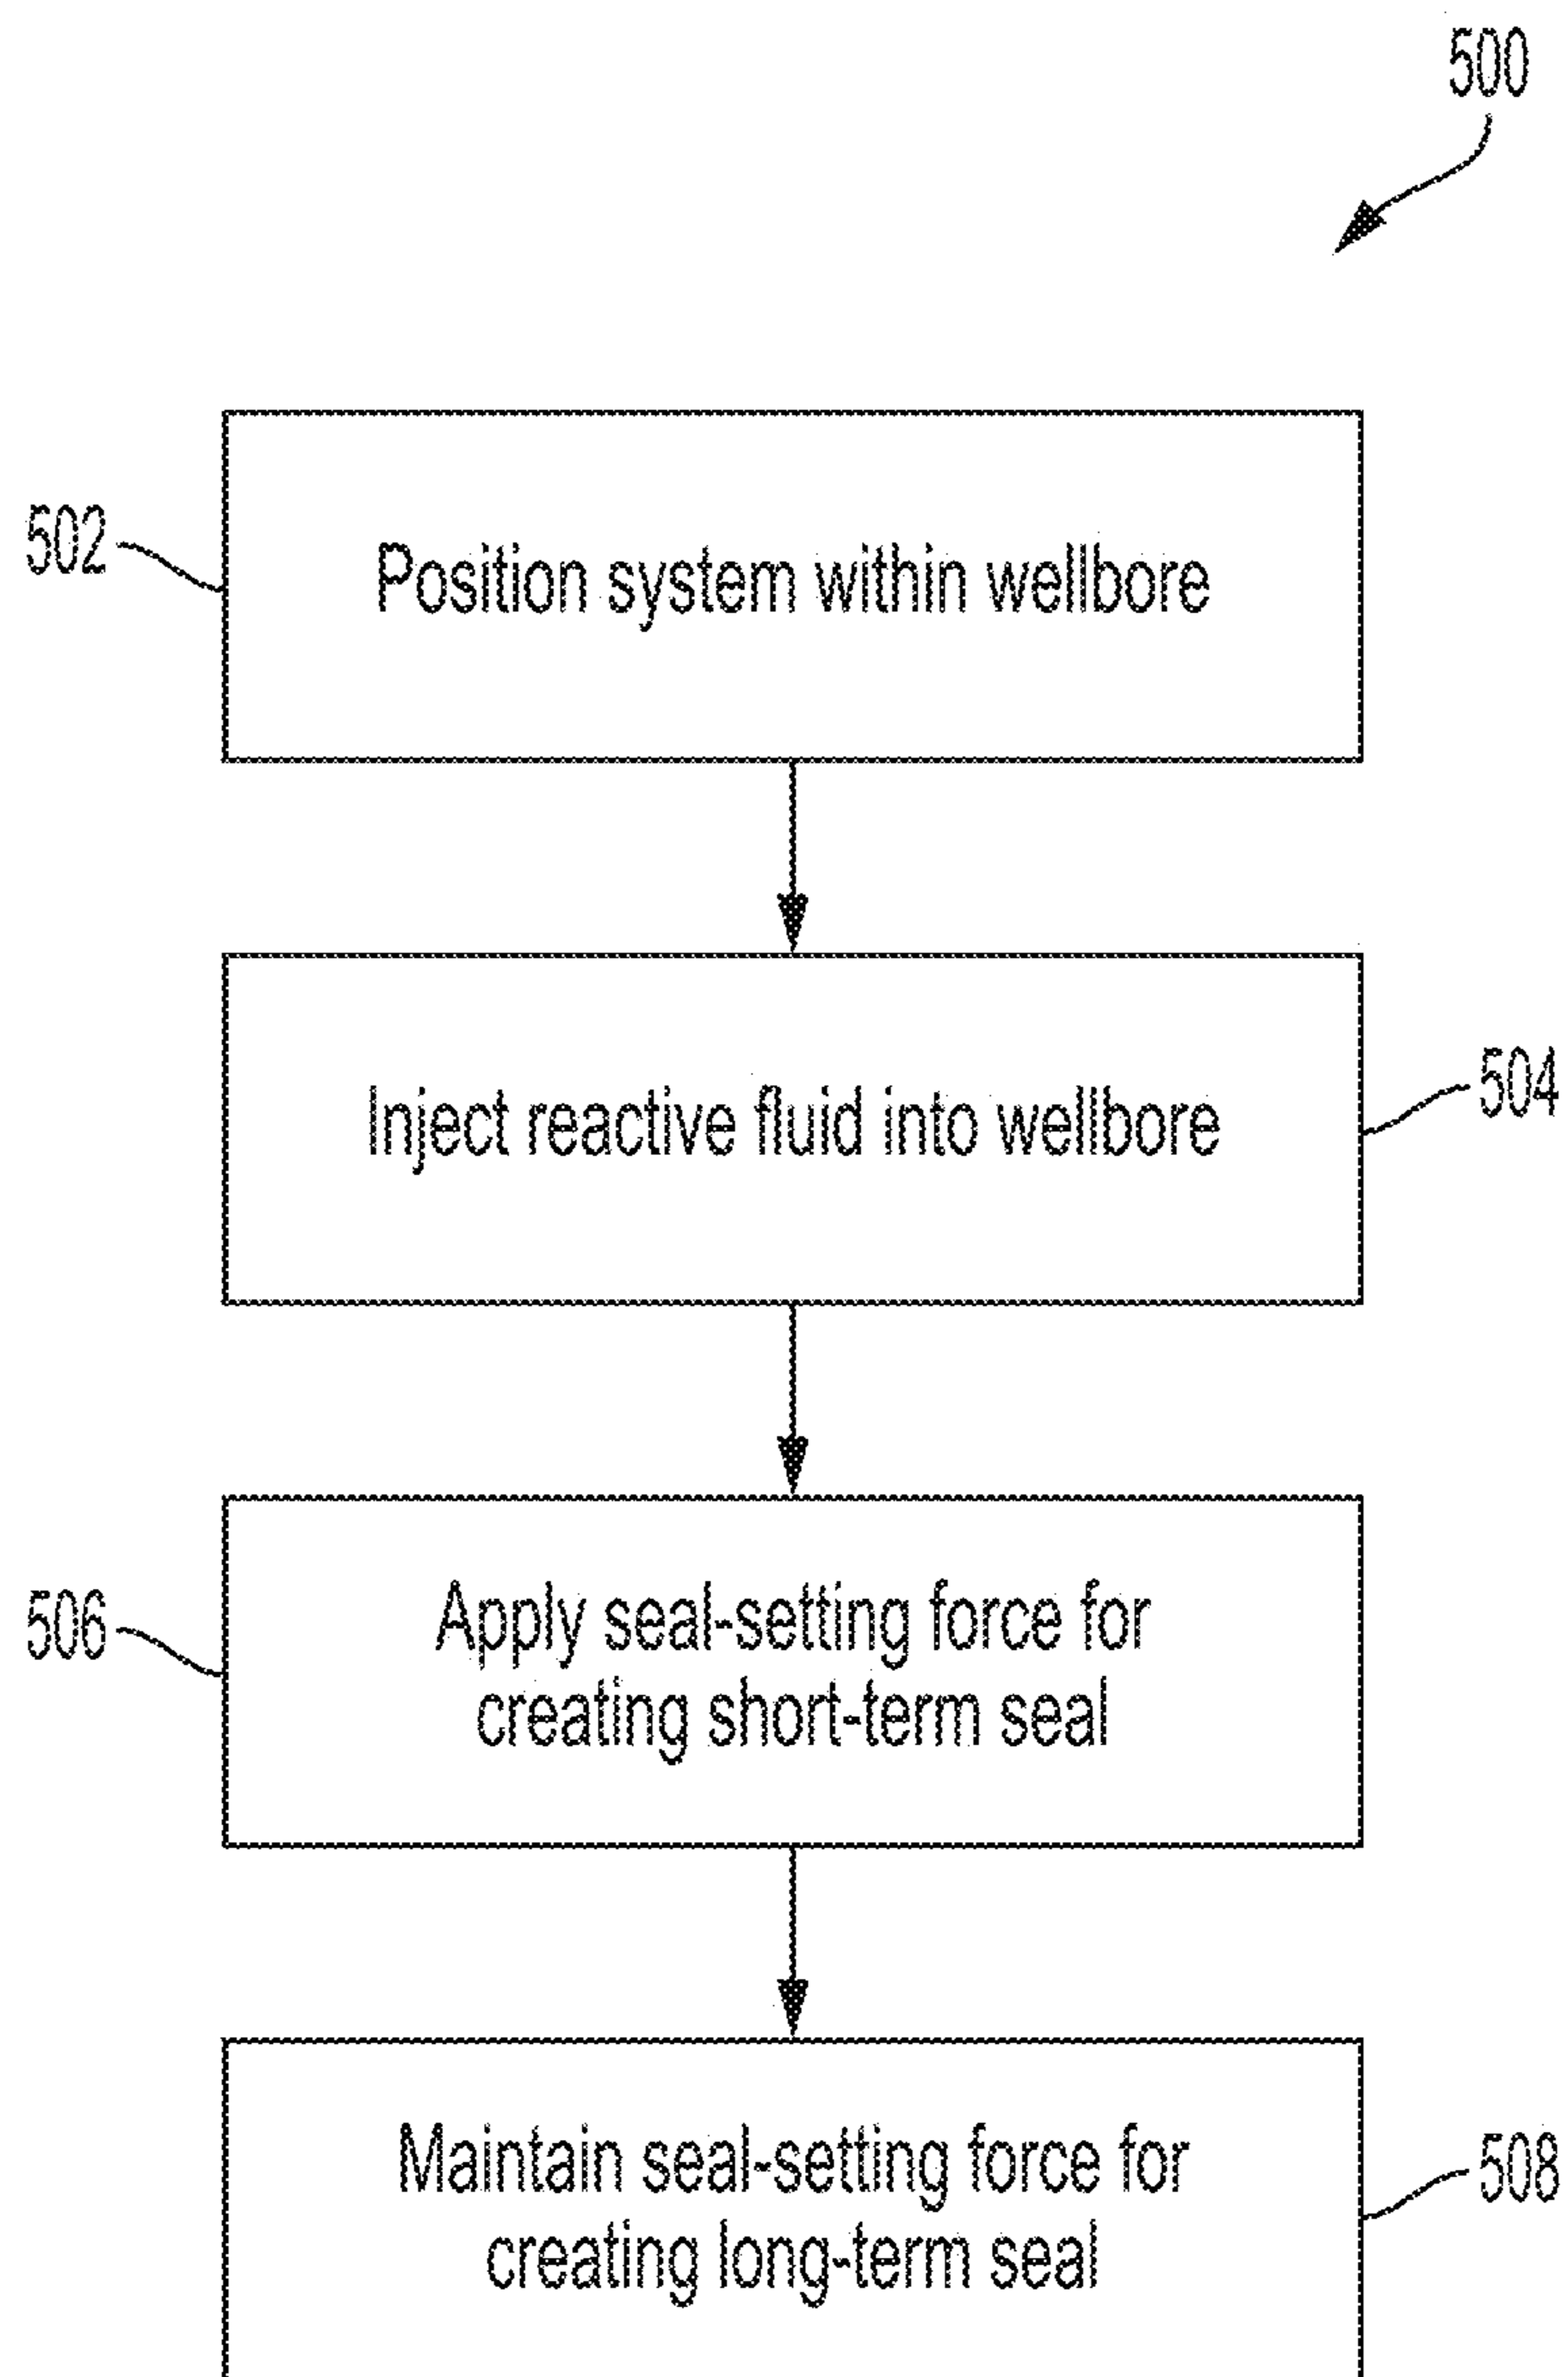 500
502
Position system within wellbore
Inject reactive fluid into wellbore
504
506
Apply seal-setting force for
creating short-term seal
Maintain seal-setting force for
creating long-term seal
508